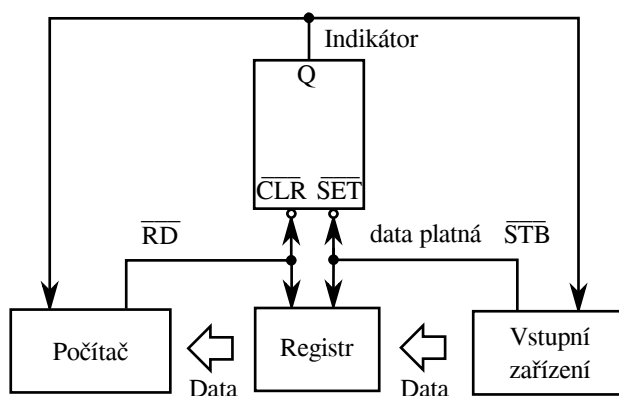 Indikátor
Q
CLR SET
RD
data platná STB
Počítač
Registr
Vstupní
zařízení
Data
Data